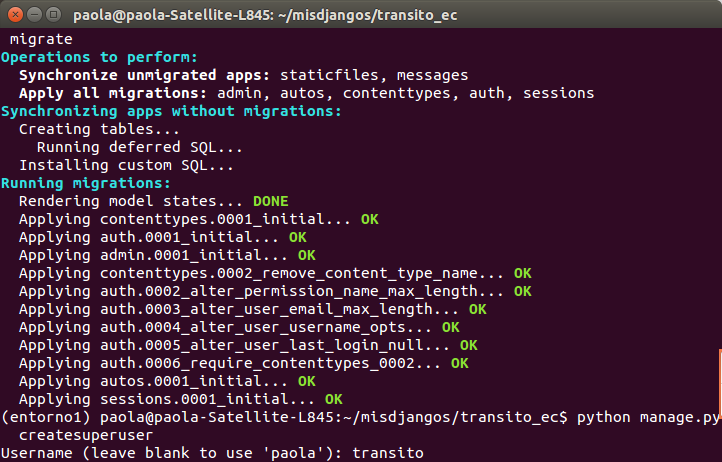 paola@paola-Satellite-L845: ~/misdjangos/transito_ec
migrate
Operations to perform:
Synchronize unmigrated apps: staticfiles, messages
Apply all migrations: admin, autos, contenttypes, auth, sessions
Synchronizing apps without migrations:
Creating tables...
Running deferred SQL...
Installing custom SQL...
Running migrations:
Rendering model states... DONE
Applying contenttypes.0001_initial... OK
Applying auth.0001_initial... OK
Applying admin.0001_initial... OK
Applying contenttypes.0002_remove_content_type_name... OK
Applying auth.0002_alter_permission_name_max_length... OK
Applying auth.0003_alter_user_email_max_length... OK
Applying auth.0004_alter_user_username_opts... OK
Applying auth.0005_alter_user_last_login_null... OK
Applying auth.0006_require_contenttypes_0002... OK
Applying autos.0001_initial... OK
Applying sessions.0001_initial... OK
(entorno1) paola@paola-Satellite-L845:~/misdjangos/transito_ec$ python manage.py
createsuperuser
Username (leave blank to use 'paola'): transito